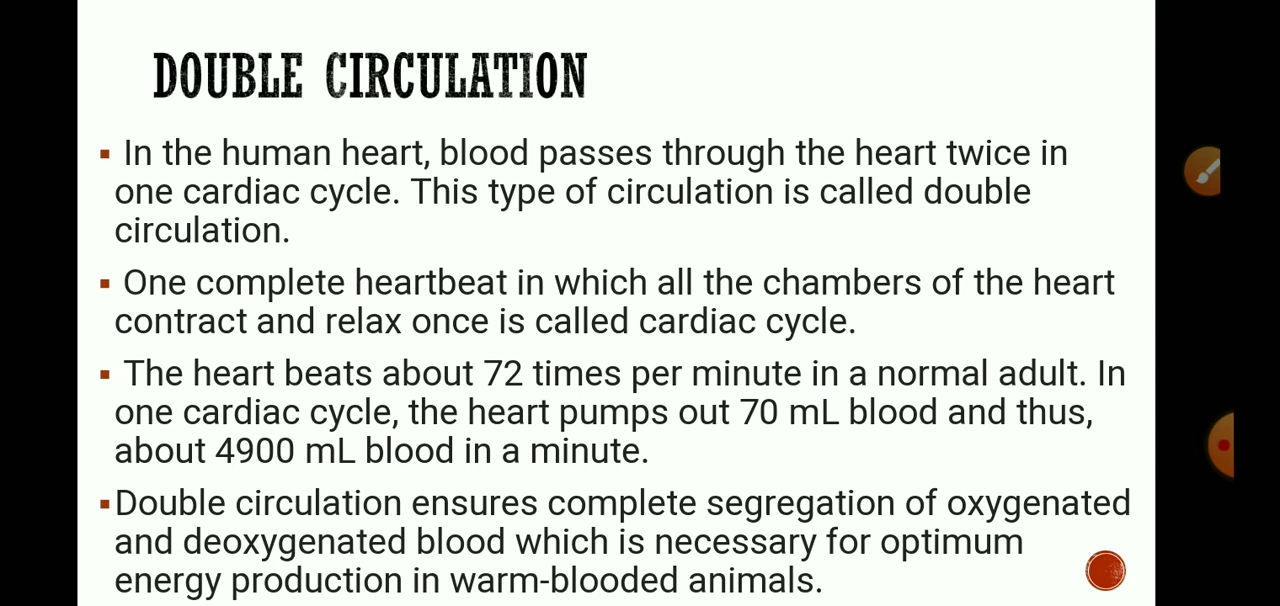 DOUBLE CIRCULATION
▪ In the human heart, blood passes through the heart twice in
one cardiac cycle. This type of circulation is called double
circulation.
▪ One complete heartbeat in which all the chambers of the heart
contract and relax once is called cardiac cycle.
▪ The heart beats about 72 times per minute in a normal adult. In
one cardiac cycle, the heart pumps out 70 mL blood and thus,
about 4900 mL blood in a minute.
▪Double circulation ensures complete segregation of oxygenated
and deoxygenated blood which is necessary for optimum
energy production in warm-blooded animals.